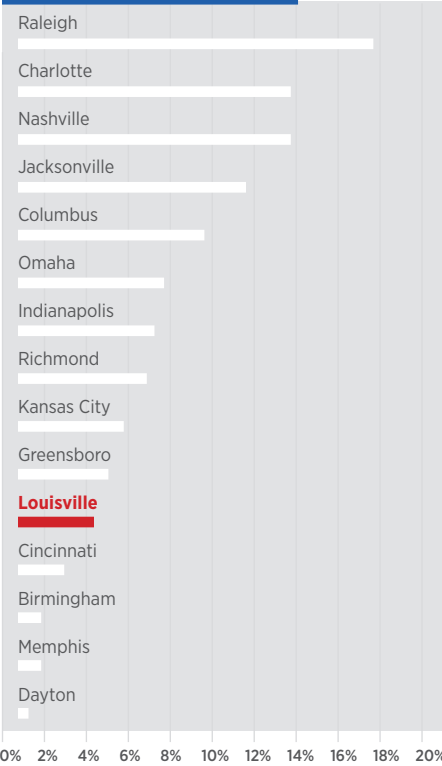 Raleigh
Charlotte
Nashville
Jacksonville
Columbus
Omaha
Indianapolis
Richmond
Kansas City
Greensboro
Louisville
Cincinnati
Birmingham
Memphis
Dayton
0% 2% 4% 6% 8% 10% 12% 14% 16% 18% 20%